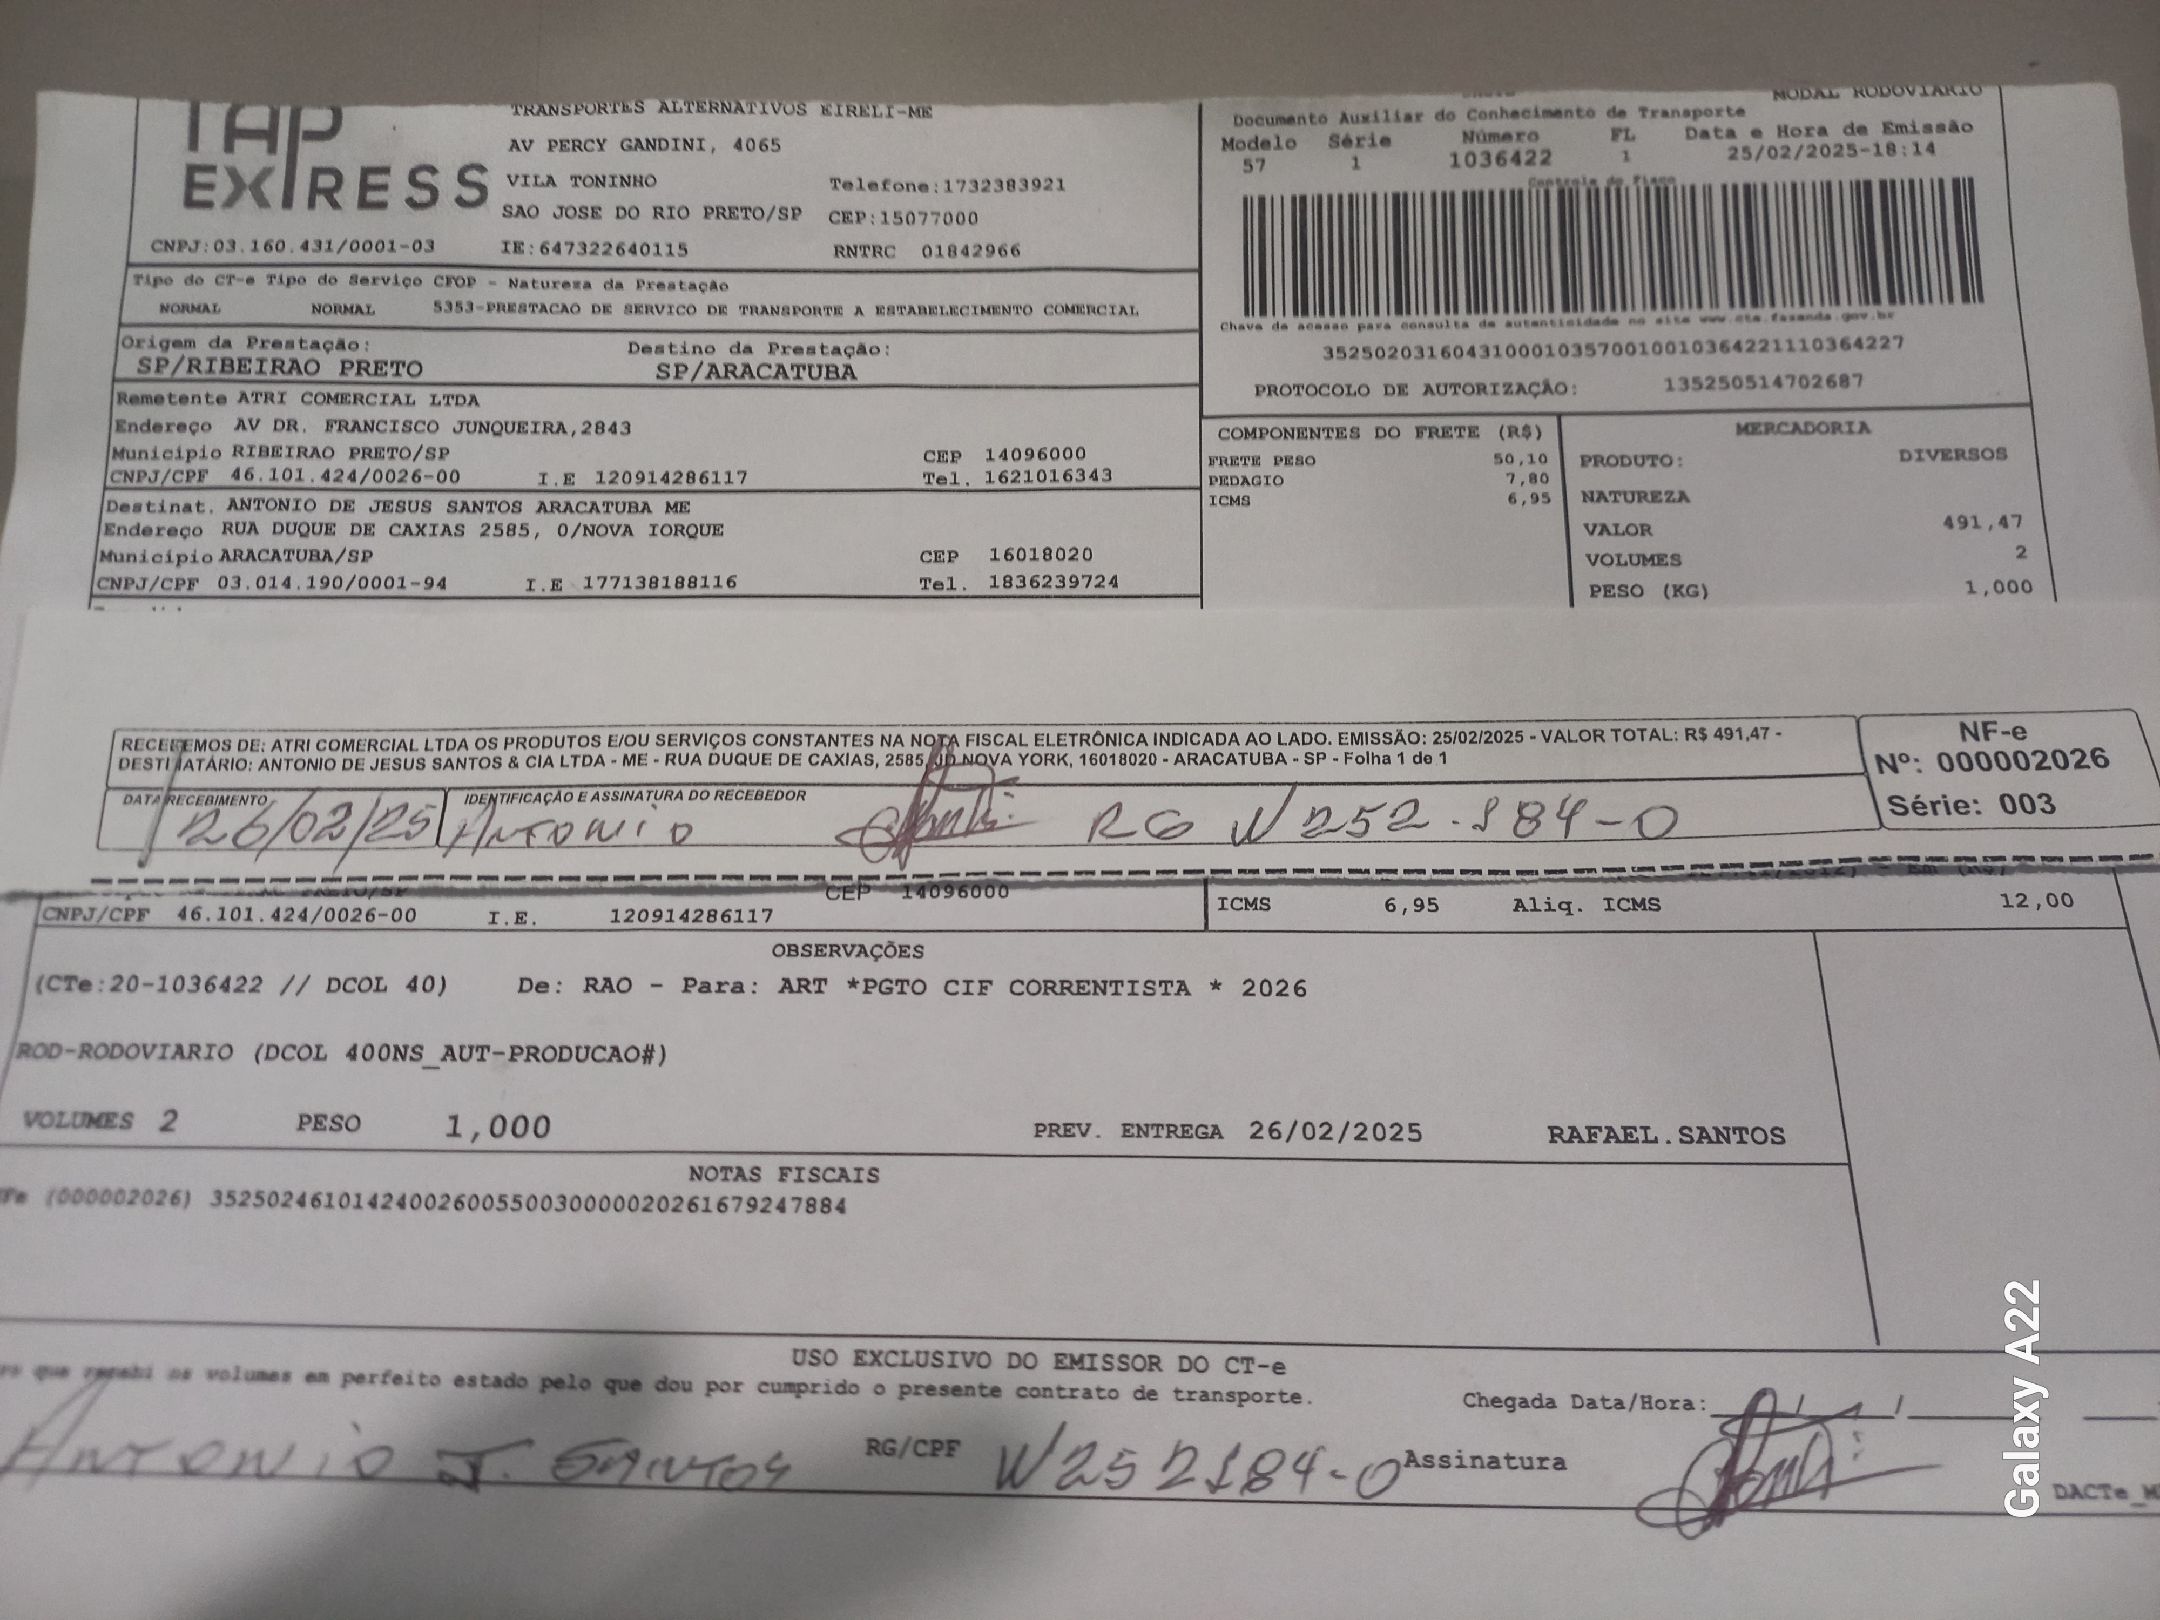 TAP
EXPRESS
TRANSPORTES ALTERNATIVOS EIRELI-ME
AV PERCY GANDINI, 4065
VILA TONINHO Telefone:1732383921
SAO JOSE DO RIO PRETO/SP CEP:15077000
CNPJ:03.160.431/0001-03 IE:647322640115 RNTRC 01842966
MODAL RODOVIARIO
Documento Auxiliar do Conhecimento de Transporte
Modelo Série Número FL Data e Hora de Emissão
57 1 1036422 1 25/02/2025-18:14
Controle do Fisco
Chave de acesso para consulta de autenticidade no site www.cte.fazenda.gov.br
35250203160431000103570010010364221110364227
PROTOCOLO DE AUTORIZAÇÃO: 135250514702687
Tipo do CT-e Tipo do Serviço CFOP - Natureza da Prestação
NORMAL NORMAL 5353-PRESTACAO DE SERVICO DE TRANSPORTE A ESTABELECIMENTO COMERCIAL
Origem da Prestação: Destino da Prestação:
SP/RIBEIRAO PRETO SP/ARACATUBA
Remetente ATRI COMERCIAL LTDA
Endereço AV DR. FRANCISCO JUNQUEIRA,2843
Municipio RIBEIRAO PRETO/SP CEP 14096000
CNPJ/CPF 46.101.424/0026-00 I.E 120914286117 Tel. 1621016343
Destinat. ANTONIO DE JESUS SANTOS ARACATUBA ME
Endereço RUA DUQUE DE CAXIAS 2585, 0/NOVA IORQUE
Municipio ARACATUBA/SP CEP 16018020
CNPJ/CPF 03.014.190/0001-94 I.E 177138188116 Tel. 1836239724
COMPONENTES DO FRETE (R$)
FRETE PESO 50,10
PEDAGIO 7,80
ICMS 6,95
MERCADORIA
PRODUTO: DIVERSOS
NATUREZA
VALOR 491,47
VOLUMES 2
PESO (KG) 1,000
RECEBEMOS DE: ATRI COMERCIAL LTDA OS PRODUTOS E/OU SERVIÇOS CONSTANTES NA NOTA FISCAL ELETRÔNICA INDICADA AO LADO. EMISSÃO: 25/02/2025 - VALOR TOTAL: R$ 491,47 -
DESTINATÁRIO: ANTONIO DE JESUS SANTOS & CIA LTDA - ME - RUA DUQUE DE CAXIAS, 2585, JD NOVA YORK, 16018020 - ARACATUBA - SP - Folha 1 de 1
NF-e
Nº: 000002026
Série: 003
DATA RECEBIMENTO IDENTIFICAÇÃO E ASSINATURA DO RECEBEDOR
26/02/25 ANTONIO RG W252.184-0
CEP 14096000
CNPJ/CPF 46.101.424/0026-00 I.E. 120914286117 ICMS 6,95 Aliq. ICMS 12,00
OBSERVAÇÕES
(CTe:20-1036422 // DCOL 40) De: RAO - Para: ART *PGTO CIF CORRENTISTA * 2026
ROD-RODOVIARIO (DCOL 400NS_AUT-PRODUCAO#)
VOLUMES 2 PESO 1,000 PREV. ENTREGA 26/02/2025 RAFAEL.SANTOS
NOTAS FISCAIS
(000002026) 35250246101424002600550030000020261679247884
USO EXCLUSIVO DO EMISSOR DO CT-e
que recebi os volumes em perfeito estado pelo que dou por cumprido o presente contrato de transporte.
Chegada Data/Hora: / /
ANTONIO J. SANTOS RG/CPF W252184-0 Assinatura
DACTe_M
Galaxy A22